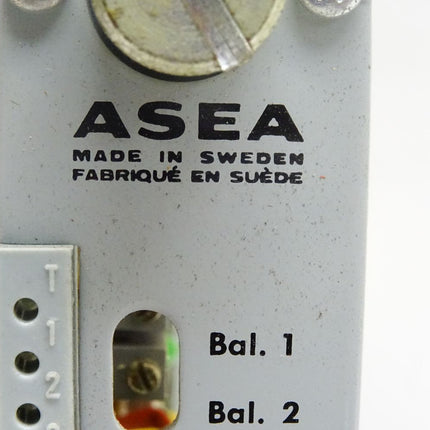 ASEA
MADE IN SWEDEN
FABRIQUÉ EN SUÈDE
T
1
2
Bal. 1
Bal. 2